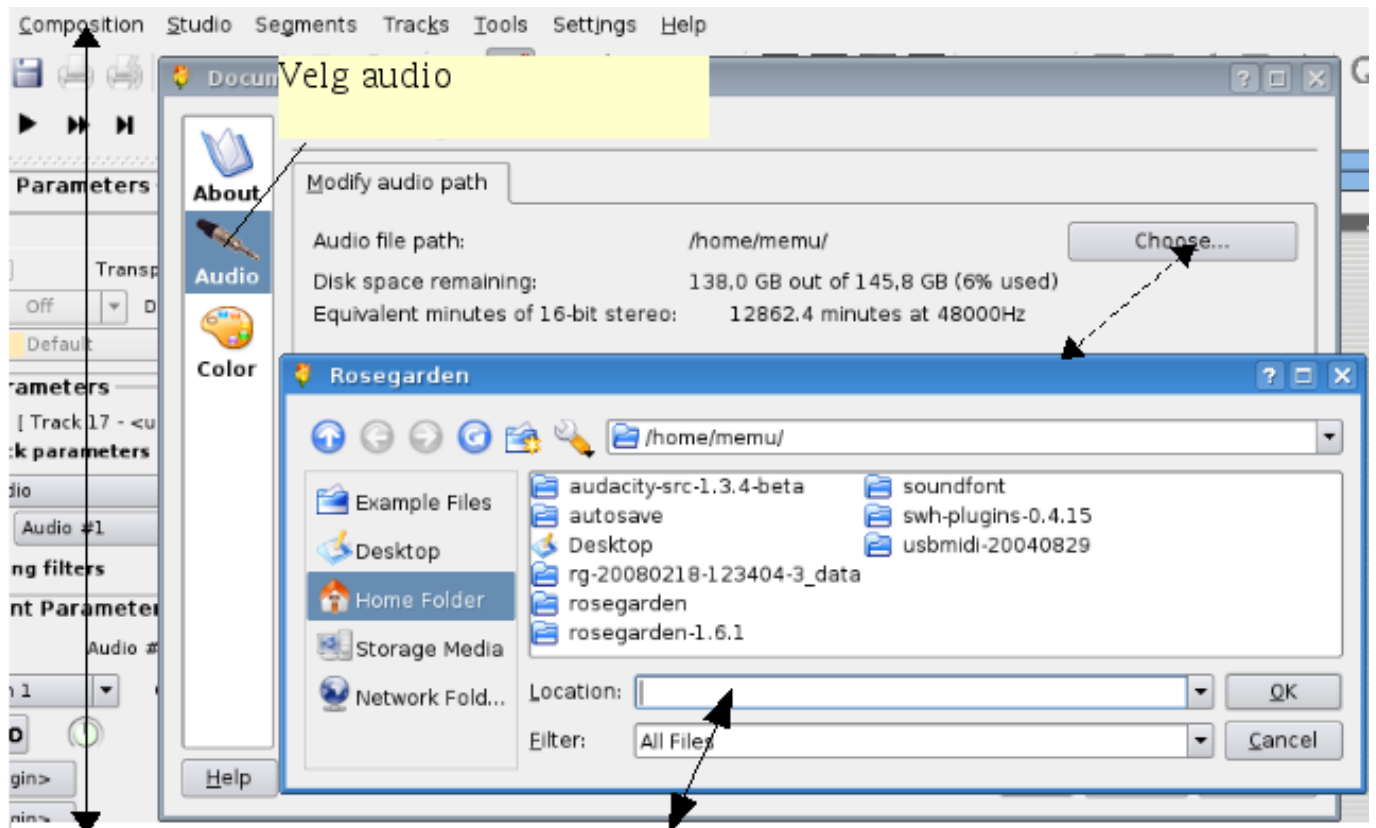 Composition Studio Segments Tracks Tools Settings Help
Docum
Velg audio
Parameters
About
Modify audio path
Audio file path: /home/memu/ Choose...
Transp
Audio
Disk space remaining: 138,0 GB out of 145,8 GB (6% used)
Off D
Equivalent minutes of 16-bit stereo: 12862.4 minutes at 48000Hz
Default
Color
Rosegarden
rameters
[ Track 17 - <u
k parameters
/home/memu/
dio
Audio #1
ng filters
nt Parameter
Audio #
1
Example Files
Desktop
Home Folder
Storage Media
Network Fold...
audacity-src-1.3.4-beta
autosave
Desktop
rg-20080218-123404-3_data
rosegarden
rosegarden-1.6.1
soundfont
swh-plugins-0.4.15
usbmidi-20040829
Location: OK
Filter: All Files Cancel
gin>
Help